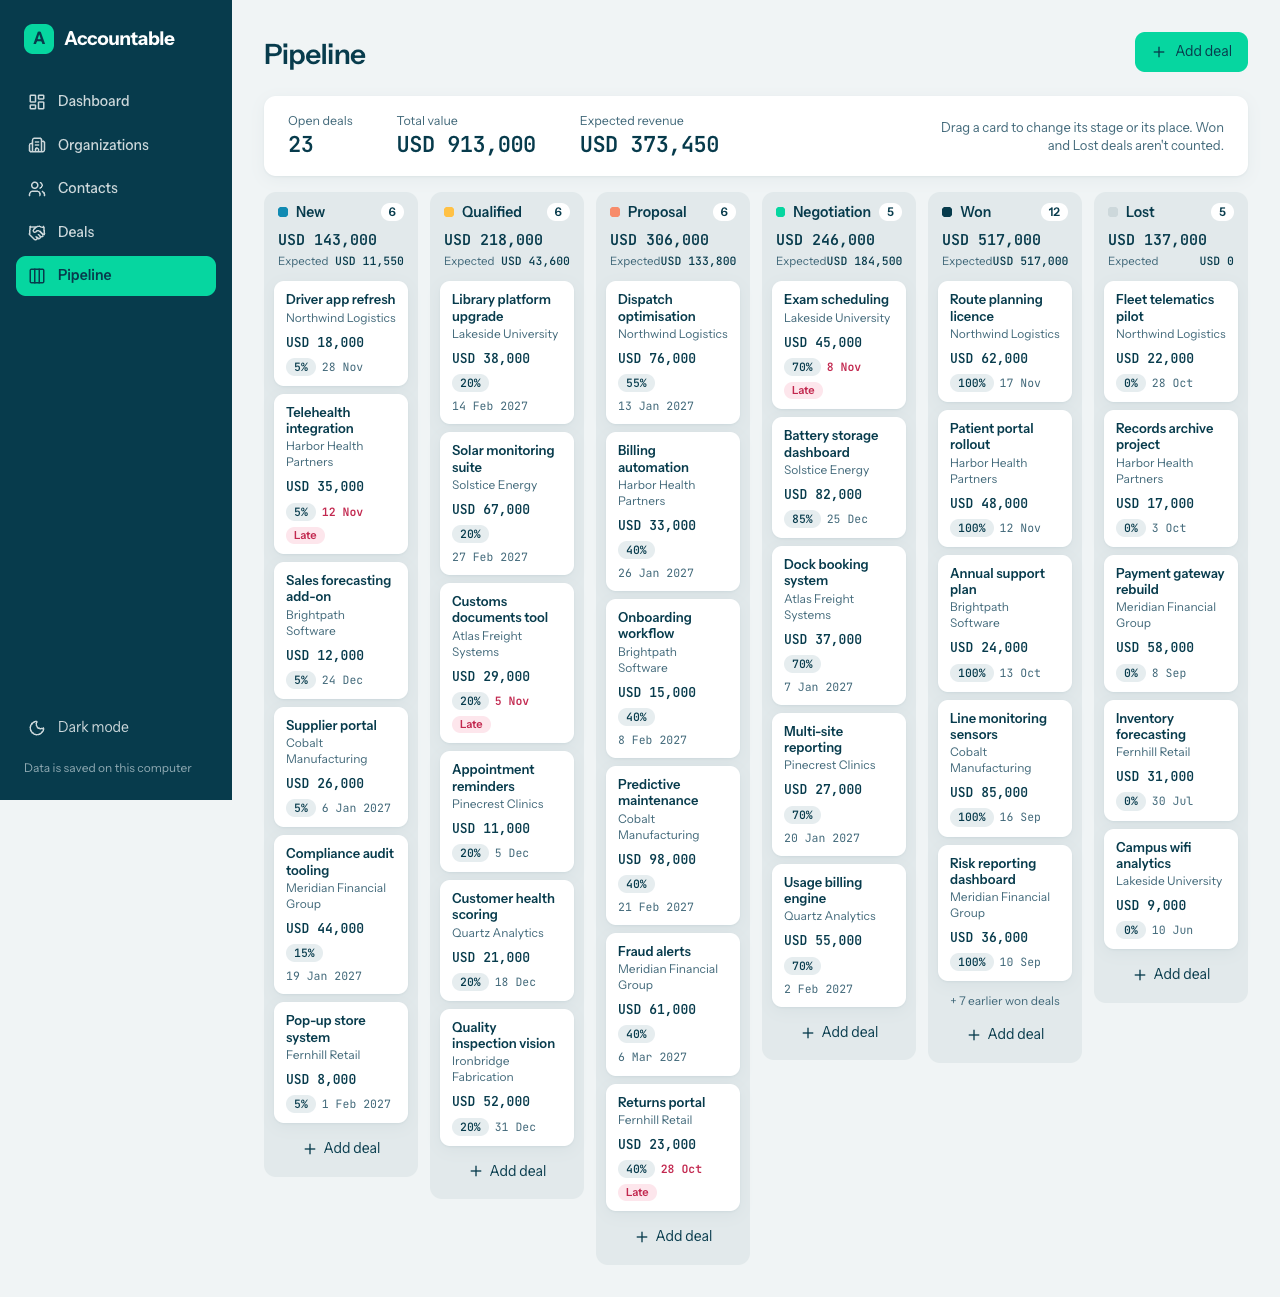 A Accountable
Dashboard
Organizations
Contacts
Deals
Pipeline
Dark mode
Data is saved on this computer
Pipeline
+ Add deal
Open deals
23
Total value
USD 913,000
Expected revenue
USD 373,450
Drag a card to change its stage or its place. Won
and Lost deals aren't counted.
New 6
USD 143,000
Expected USD 11,550
Driver app refresh
Northwind Logistics
USD 18,000
5% 28 Nov
Telehealth
integration
Harbor Health
Partners
USD 35,000
5% 12 Nov
Late
Sales forecasting
add-on
Brightpath
Software
USD 12,000
5% 24 Dec
Supplier portal
Cobalt
Manufacturing
USD 26,000
5% 6 Jan 2027
Compliance audit
tooling
Meridian Financial
Group
USD 44,000
15%
19 Jan 2027
Pop-up store
system
Fernhill Retail
USD 8,000
5% 1 Feb 2027
+ Add deal
Qualified 6
USD 218,000
Expected USD 43,600
Library platform
upgrade
Lakeside University
USD 38,000
20%
14 Feb 2027
Solar monitoring
suite
Solstice Energy
USD 67,000
20%
27 Feb 2027
Customs
documents tool
Atlas Freight
Systems
USD 29,000
20% 5 Nov
Late
Appointment
reminders
Pinecrest Clinics
USD 11,000
20% 5 Dec
Customer health
scoring
Quartz Analytics
USD 21,000
20% 18 Dec
Quality
inspection vision
Ironbridge
Fabrication
USD 52,000
20% 31 Dec
+ Add deal
Proposal 6
USD 306,000
Expected USD 133,800
Dispatch
optimisation
Northwind Logistics
USD 76,000
55%
13 Jan 2027
Billing
automation
Harbor Health
Partners
USD 33,000
40%
26 Jan 2027
Onboarding
workflow
Brightpath
Software
USD 15,000
40%
8 Feb 2027
Predictive
maintenance
Cobalt
Manufacturing
USD 98,000
40%
21 Feb 2027
Fraud alerts
Meridian Financial
Group
USD 61,000
40%
6 Mar 2027
Returns portal
Fernhill Retail
USD 23,000
40% 28 Oct
Late
+ Add deal
Negotiation 5
USD 246,000
Expected USD 184,500
Exam scheduling
Lakeside University
USD 45,000
70% 8 Nov
Late
Battery storage
dashboard
Solstice Energy
USD 82,000
85% 25 Dec
Dock booking
system
Atlas Freight
Systems
USD 37,000
70%
7 Jan 2027
Multi-site
reporting
Pinecrest Clinics
USD 27,000
70%
20 Jan 2027
Usage billing
engine
Quartz Analytics
USD 55,000
70%
2 Feb 2027
+ Add deal
Won 12
USD 517,000
Expected USD 517,000
Route planning
licence
Northwind Logistics
USD 62,000
100% 17 Nov
Patient portal
rollout
Harbor Health
Partners
USD 48,000
100% 12 Nov
Annual support
plan
Brightpath
Software
USD 24,000
100% 13 Oct
Line monitoring
sensors
Cobalt
Manufacturing
USD 85,000
100% 16 Sep
Risk reporting
dashboard
Meridian Financial
Group
USD 36,000
100% 10 Sep
+ 7 earlier won deals
+ Add deal
Lost 5
USD 137,000
Expected USD 0
Fleet telematics
pilot
Northwind Logistics
USD 22,000
0% 28 Oct
Records archive
project
Harbor Health
Partners
USD 17,000
0% 3 Oct
Payment gateway
rebuild
Meridian Financial
Group
USD 58,000
0% 8 Sep
Inventory
forecasting
Fernhill Retail
USD 31,000
0% 30 Jul
Campus wifi
analytics
Lakeside University
USD 9,000
0% 10 Jun
+ Add deal